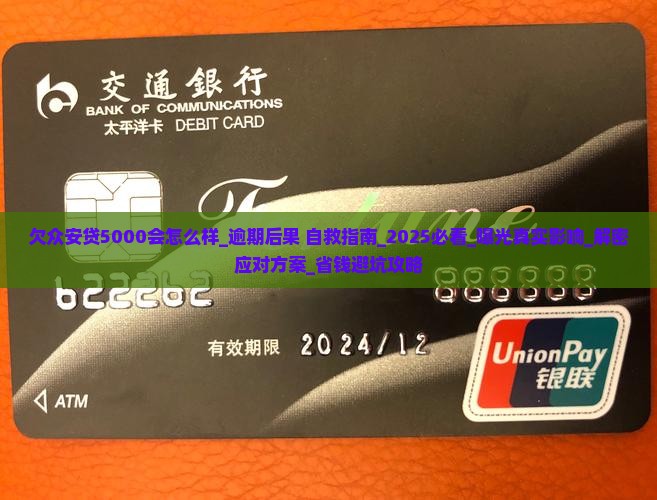 交通銀行
BANK OF COMMUNICATIONS
太平洋卡 DEBIT CARD
欠众安贷5000会怎么样_逾期后果 自救指南_2025必看_曝光真实影响_解密
应对方案_省钱避坑攻略
622262
888888
有效期限 2024/12
UnionPay
银联
ATM